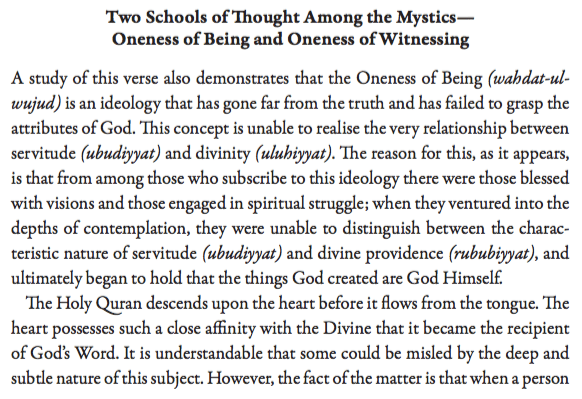 Two Schools of Thought Among the Mystics—
Oneness of Being and Oneness of Witnessing
A study of this verse also demonstrates that the Oneness of Being (wahdat-ul-
wujud) is an ideology that has gone far from the truth and has failed to grasp the
attributes of God. This concept is unable to realise the very relationship between
servitude (ubudiyyat) and divinity (uluhiyyat). The reason for this, as it appears,
is that from among those who subscribe to this ideology there were those blessed
with visions and those engaged in spiritual struggle; when they ventured into the
depths of contemplation, they were unable to distinguish between the charac-
teristic nature of servitude (ubudiyyat) and divine providence (rububiyyat), and
ultimately began to hold that the things God created are God Himself.
The Holy Quran descends upon the heart before it flows from the tongue. The
heart possesses such a close affinity with the Divine that it became the recipient
of God's Word. It is understandable that some could be misled by the deep and
subtle nature of this subject. However, the fact of the matter is that when a person